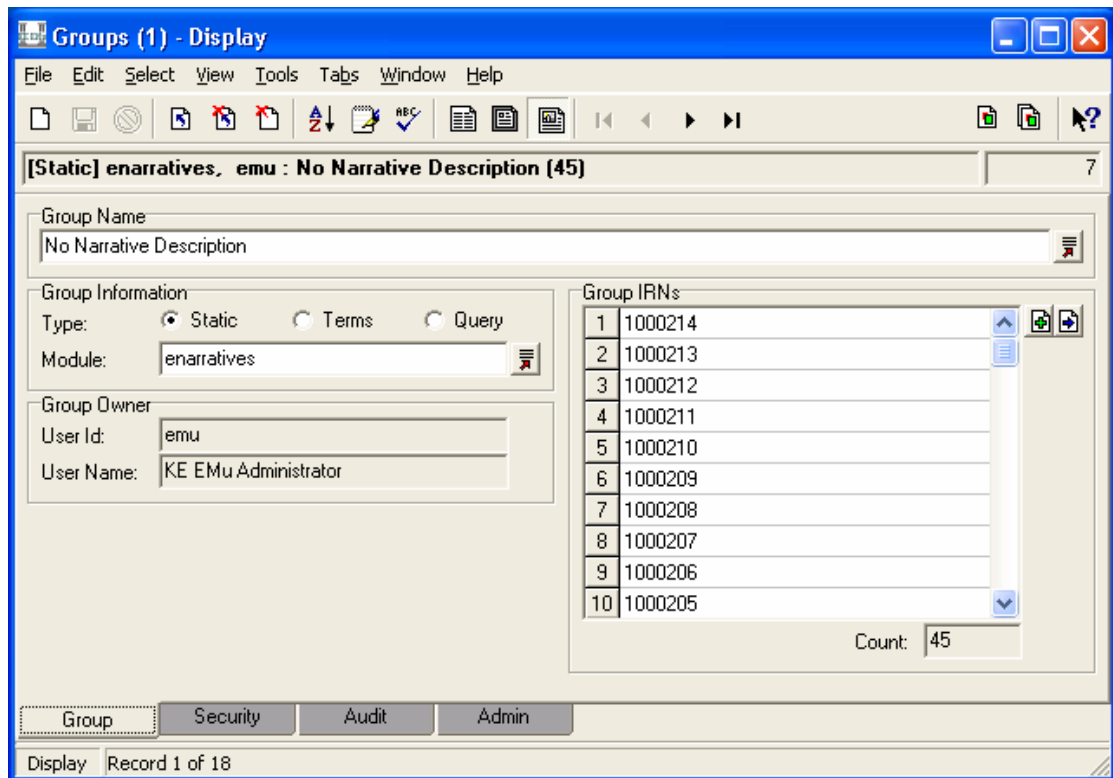 Groups (1) - Display
File Edit Select View Tools Tabs Window Help
[Static] enarratives, emu : No Narrative Description (45) 7
Group Name
No Narrative Description
Group Information
Type: Static Terms Query
Module: enarratives
Group Owner
User Id: emu
User Name: KE EMu Administrator
Group IRNs
1 1000214
2 1000213
3 1000212
4 1000211
5 1000210
6 1000209
7 1000208
8 1000207
9 1000206
10 1000205
Count: 45
Group Security Audit Admin
Display Record 1 of 18